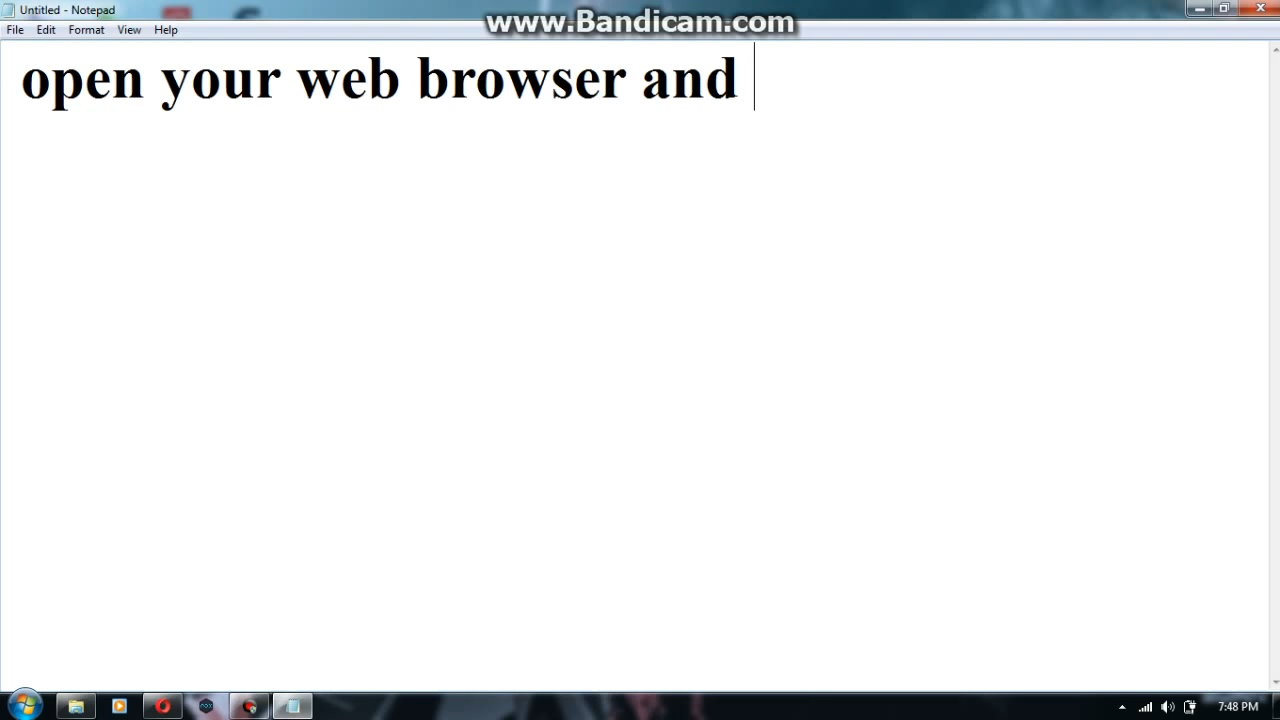 Untitled - Notepad
www.Bandicam.com
File Edit Format View Help
open your web browser and
7:48 PM